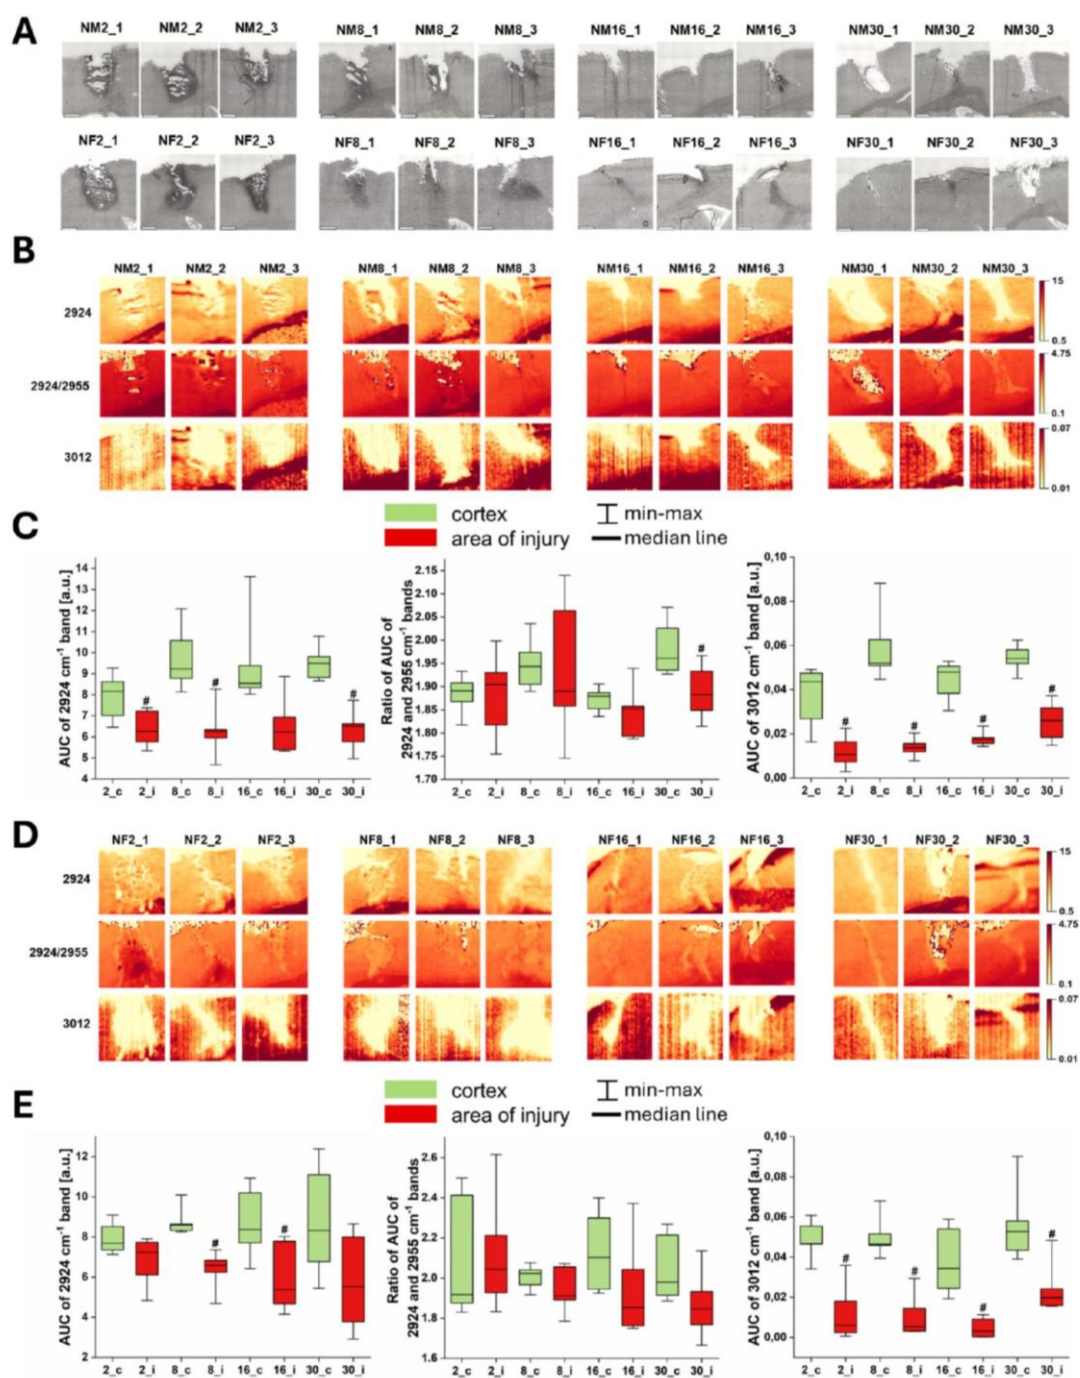 A
NM2_1 NM2_2 NM2_3 NM8_1 NM8_2 NM8_3 NM16_1 NM16_2 NM16_3 NM30_1 NM30_2 NM30_3
NF2_1 NF2_2 NF2_3 NF8_1 NF8_2 NF8_3 NF16_1 NF16_2 NF16_3 NF30_1 NF30_2 NF30_3
B
NM2_1 NM2_2 NM2_3 NM8_1 NM8_2 NM8_3 NM16_1 NM16_2 NM16_3 NM30_1 NM30_2 NM30_3
2924
15
0.5
2924/2955
4.75
0.1
3012
0.07
0.01
C
cortex
min-max
area of injury
median line
AUC of 2924 cm⁻¹ band [a.u.]
14
13
12
11
10
9
8
7
6
5
4
# # #
2_c 2_i 8_c 8_i 16_c 16_i 30_c 30_i
Ratio of AUC of
2924 and 2955 cm⁻¹ bands
2.15
2.10
2.05
2.00
1.95
1.90
1.85
1.80
1.75
1.70
#
2_c 2_i 8_c 8_i 16_c 16_i 30_c 30_i
AUC of 3012 cm⁻¹ band [a.u.]
0,10
0,08
0,06
0,04
0,02
0,00
# # # #
2_c 2_i 8_c 8_i 16_c 16_i 30_c 30_i
D
NF2_1 NF2_2 NF2_3 NF8_1 NF8_2 NF8_3 NF16_1 NF16_2 NF16_3 NF30_1 NF30_2 NF30_3
2924
15
0.5
2924/2955
4.75
0.1
3012
0.07
0.01
E
cortex
min-max
area of injury
median line
AUC of 2924 cm⁻¹ band [a.u.]
12
10
8
6
4
2
# #
2_c 2_i 8_c 8_i 16_c 16_i 30_c 30_i
Ratio of AUC of
2924 and 2955 cm⁻¹ bands
2.6
2.4
2.2
2.0
1.8
1.6
2_c 2_i 8_c 8_i 16_c 16_i 30_c 30_i
AUC of 3012 cm⁻¹ band [a.u.]
0,10
0,08
0,06
0,04
0,02
0,00
# # # #
2_c 2_i 8_c 8_i 16_c 16_i 30_c 30_i